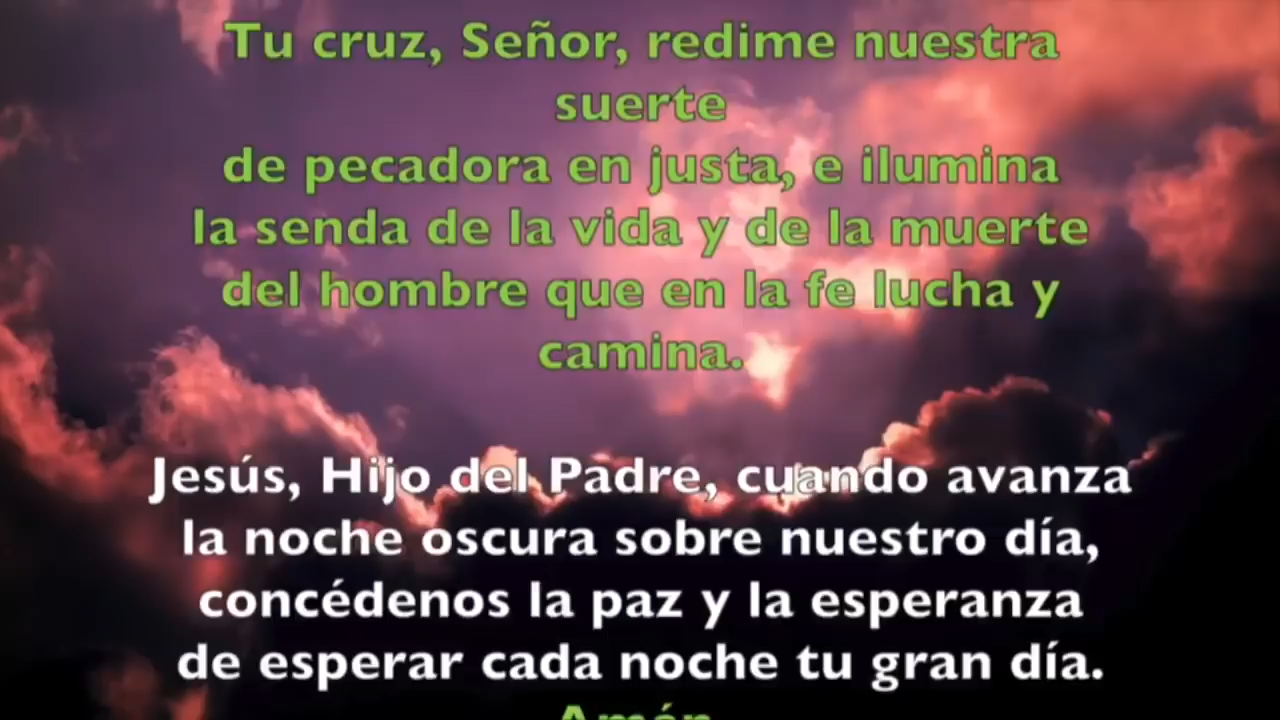 Tu cruz, Señor, redime nuestra
suerte
de pecadora en justa, e ilumina
la senda de la vida y de la muerte
del hombre que en la fe lucha y
camina.
Jesús, Hijo del Padre, cuando avanza
la noche oscura sobre nuestro día,
concédenos la paz y la esperanza
de esperar cada noche tu gran día.
Amén